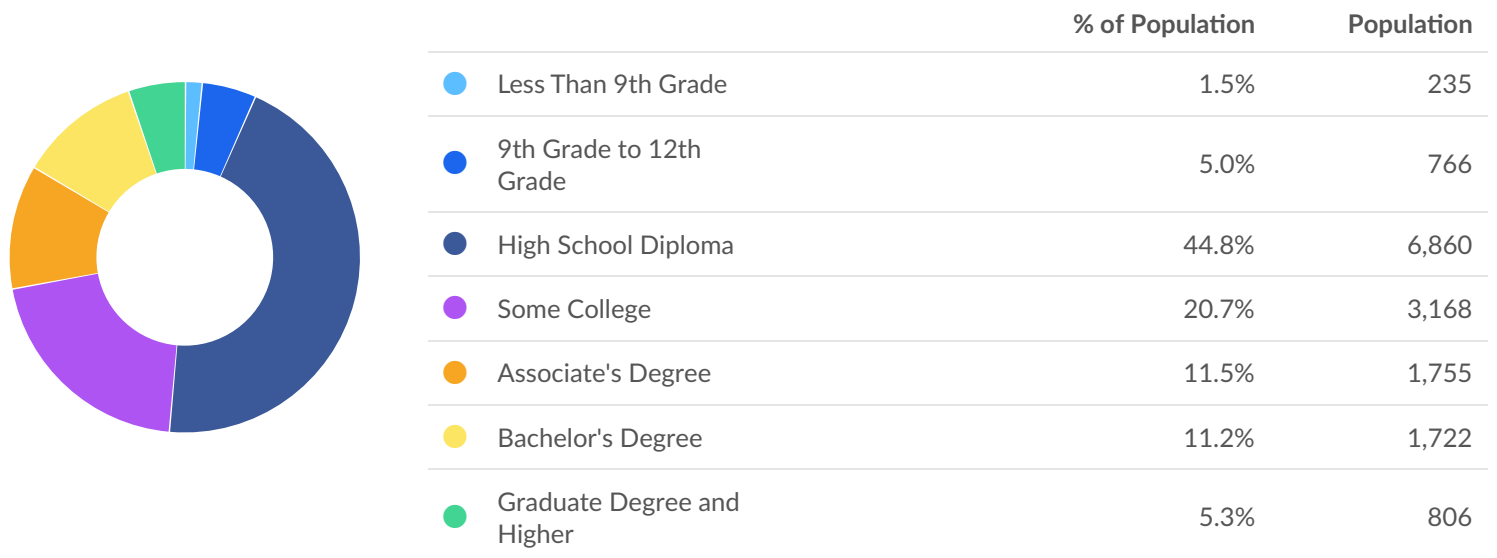 % of Population Population
Less Than 9th Grade 1.5% 235
9th Grade to 12th
Grade 5.0% 766
High School Diploma 44.8% 6,860
Some College 20.7% 3,168
Associate's Degree 11.5% 1,755
Bachelor's Degree 11.2% 1,722
Graduate Degree and
Higher 5.3% 806